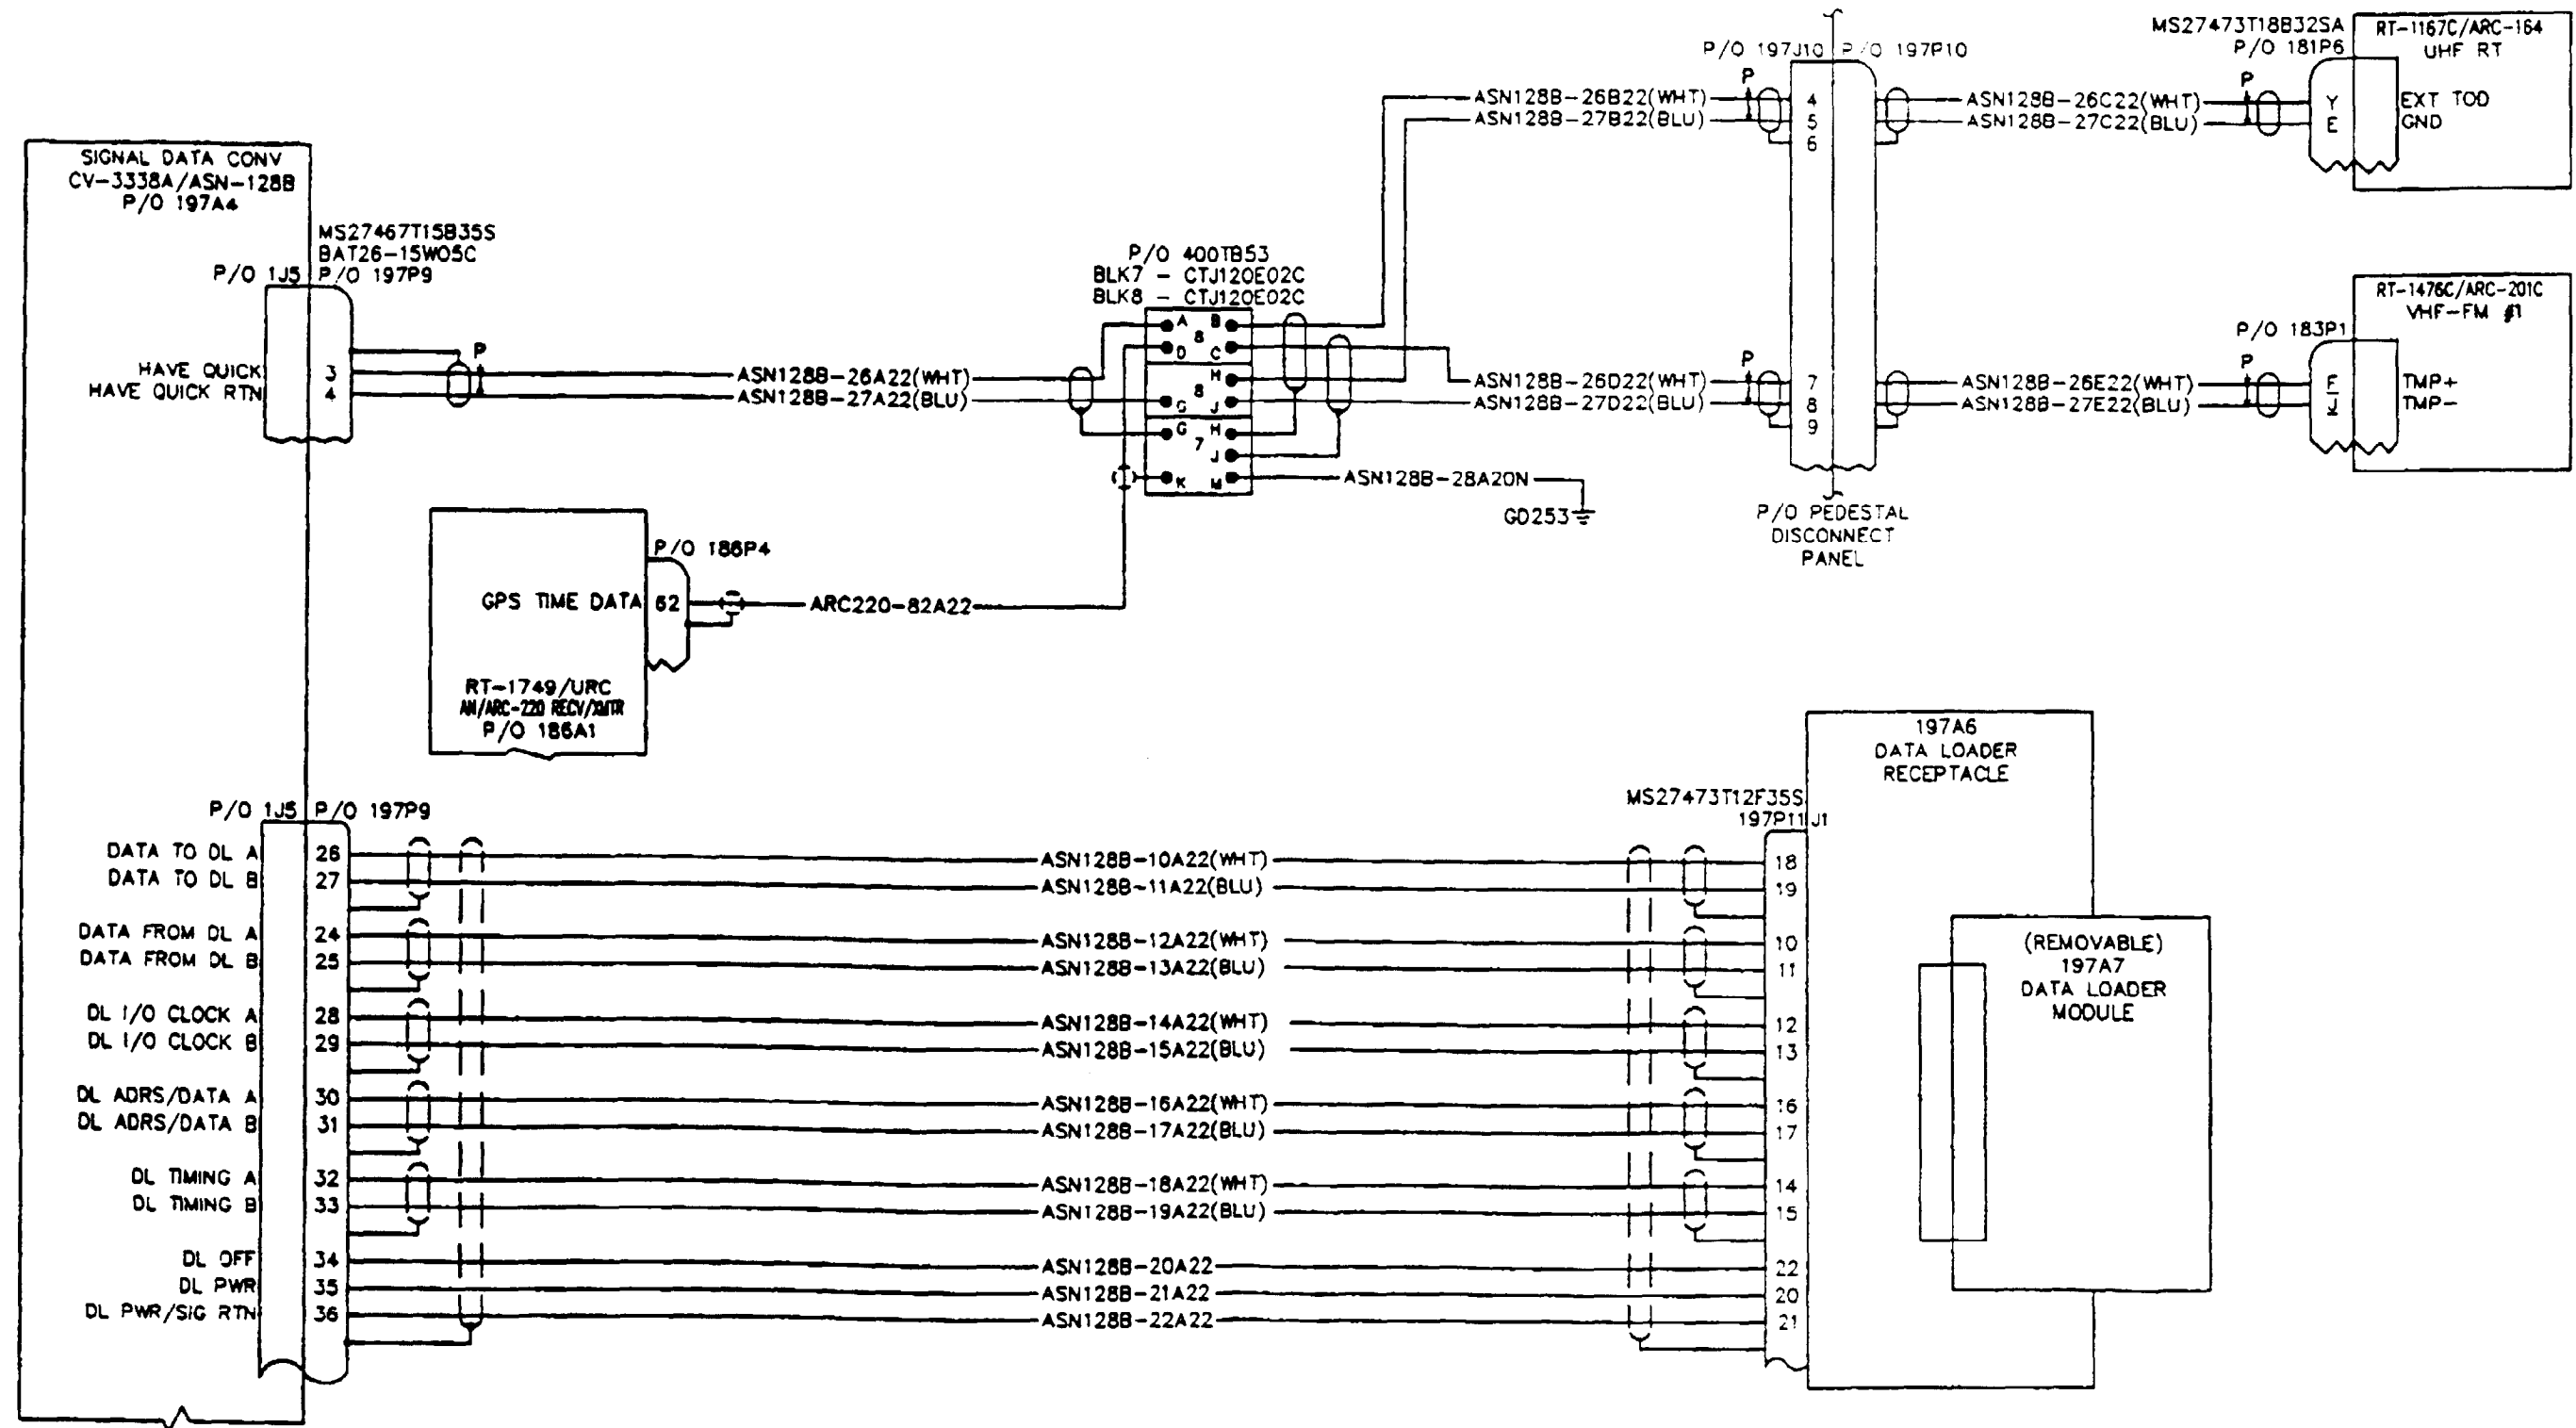 SIGNAL DATA CONV
CV-3338A/ASN-128B
P/O 197A4
MS27467T15B35S
BAT26-15W05C
P/O 1J5 P/O 197P9
HAVE QUICK 3
HAVE QUICK RTN 4
P
ASN128B-26A22(WHT)
ASN128B-27A22(BLU)
P/O 400TB53
BLK7 - CTJ120E02C
BLK8 - CTJ120E02C
A 8 B
D C
H
G 8 J
G H
7
J
K M
ASN128B-28A20N
GD253
ASN128B-26B22(WHT)
ASN128B-27B22(BLU)
P
P/O 197J10 P/O 197P10
4
5
6
ASN128B-26C22(WHT)
ASN128B-27C22(BLU)
P
MS27473T18B32SA
P/O 181P6
RT-1167C/ARC-164
UHF RT
Y EXT TOD
E GND
ASN128B-26D22(WHT)
ASN128B-27D22(BLU)
P
7
8
9
ASN128B-26E22(WHT)
ASN128B-27E22(BLU)
P
P/O 183P1
RT-1476C/ARC-201C
VHF-FM #1
F TMP+
J TMP-
P/O PEDESTAL
DISCONNECT
PANEL
P/O 186P4
GPS TIME DATA 62
ARC220-82A22
RT-1749/URC
AN/ARC-220 RECV/XMTR
P/O 186A1
P/O 1J5 P/O 197P9
DATA TO DL A 26 ASN128B-10A22(WHT) 18
DATA TO DL B 27 ASN128B-11A22(BLU) 19
DATA FROM DL A 24 ASN128B-12A22(WHT) 10
DATA FROM DL B 25 ASN128B-13A22(BLU) 11
DL I/O CLOCK A 28 ASN128B-14A22(WHT) 12
DL I/O CLOCK B 29 ASN128B-15A22(BLU) 13
DL ADRS/DATA A 30 ASN128B-16A22(WHT) 16
DL ADRS/DATA B 31 ASN128B-17A22(BLU) 17
DL TIMING A 32 ASN128B-18A22(WHT) 14
DL TIMING B 33 ASN128B-19A22(BLU) 15
DL OFF 34 ASN128B-20A22 22
DL PWR 35 ASN128B-21A22 20
DL PWR/SIG RTN 36 ASN128B-22A22 21
MS27473T12F35S
197P11 J1
197A6
DATA LOADER
RECEPTACLE
(REMOVABLE)
197A7
DATA LOADER
MODULE